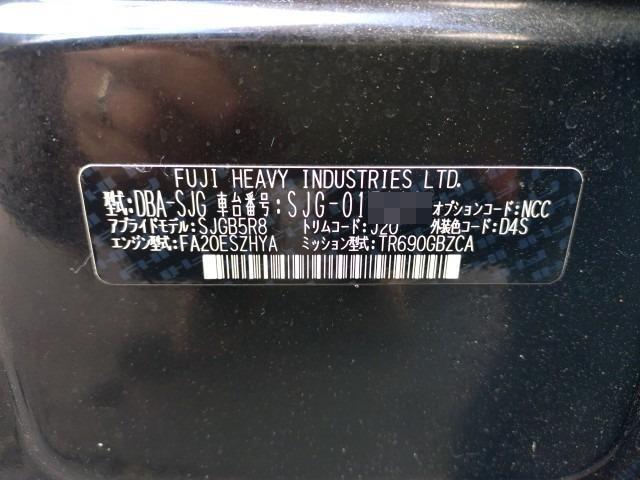 FUJI HEAVY INDUSTRIES LTD.
型式:DBA-SJG 車台番号:SJG-01 オプションコード:NCC
アプライドモデル:SJGB5R8 トリムコード:J20 外装色コード:D4S
エンジン型式:FA20ESZHYA ミッション型式:TR690GBZCA